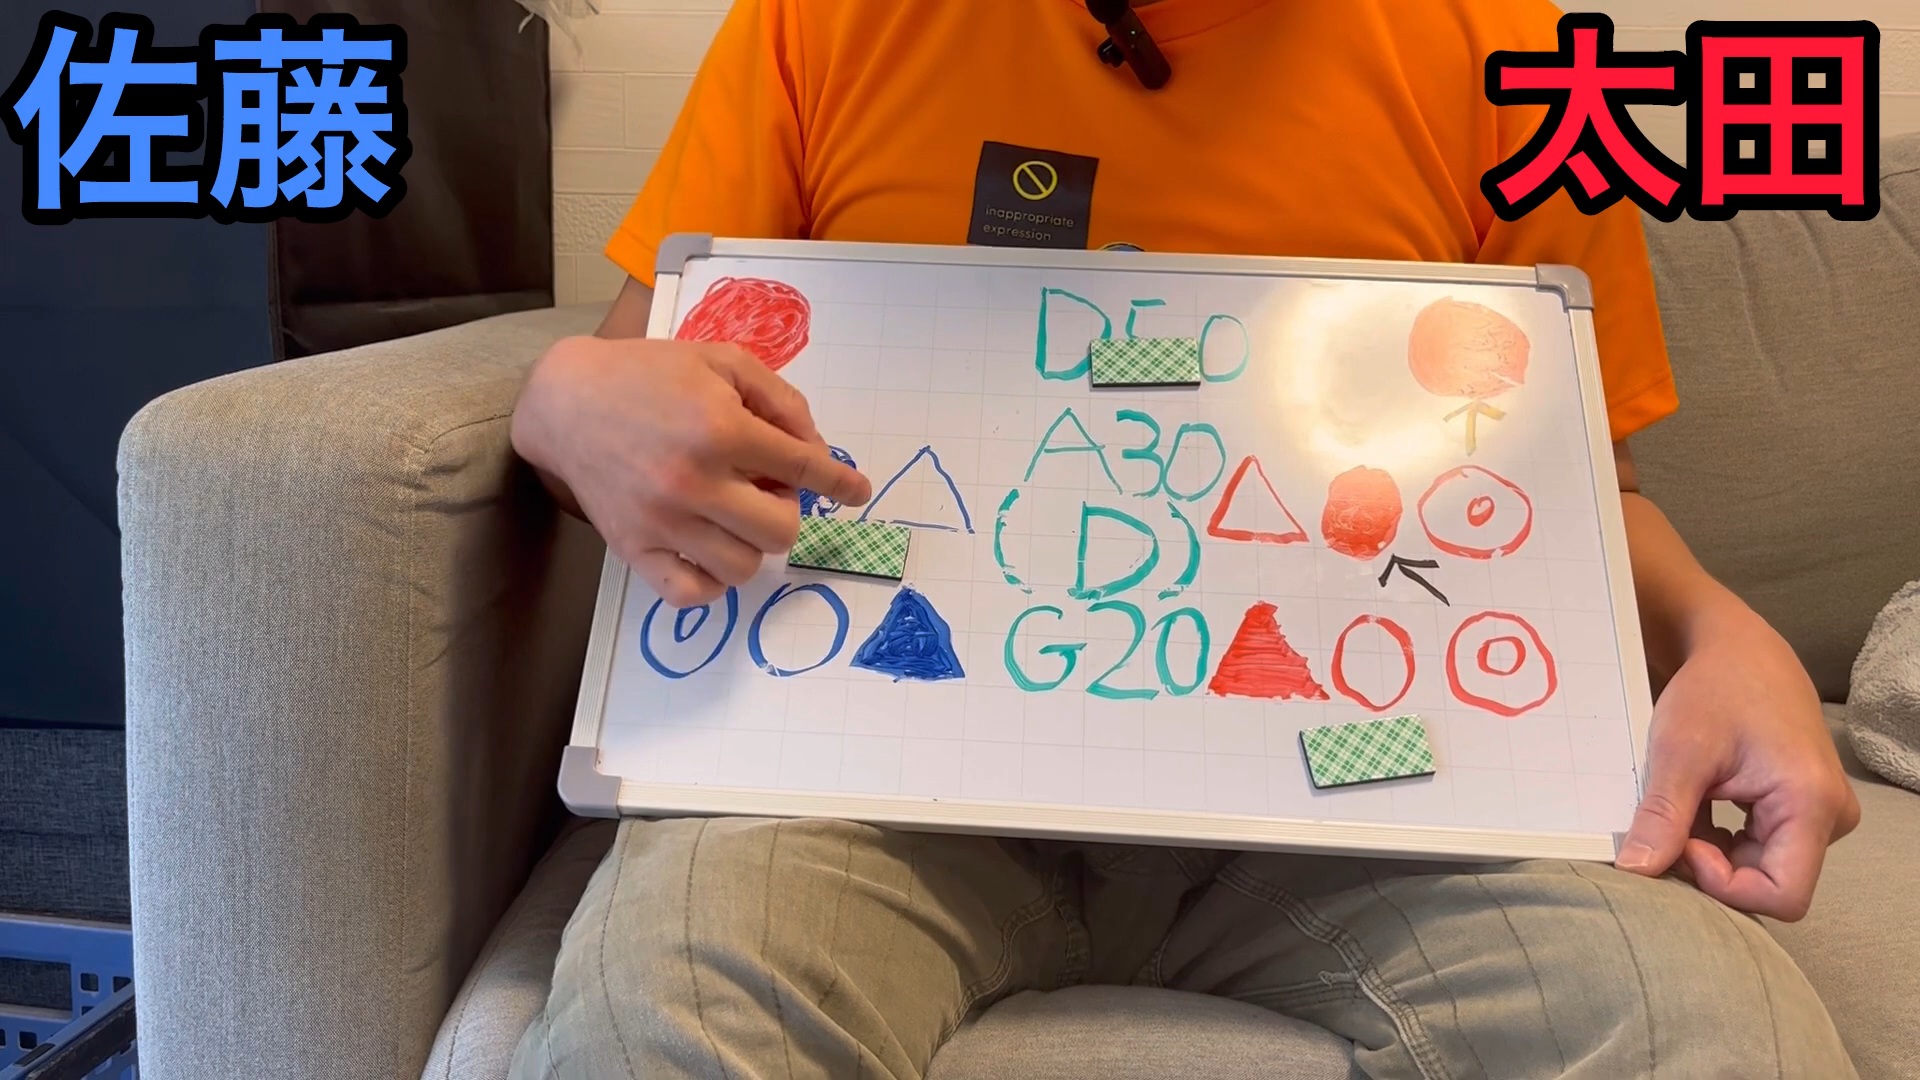 佐藤
太田
inappropriate
expression
D50
A30
(D)
G20